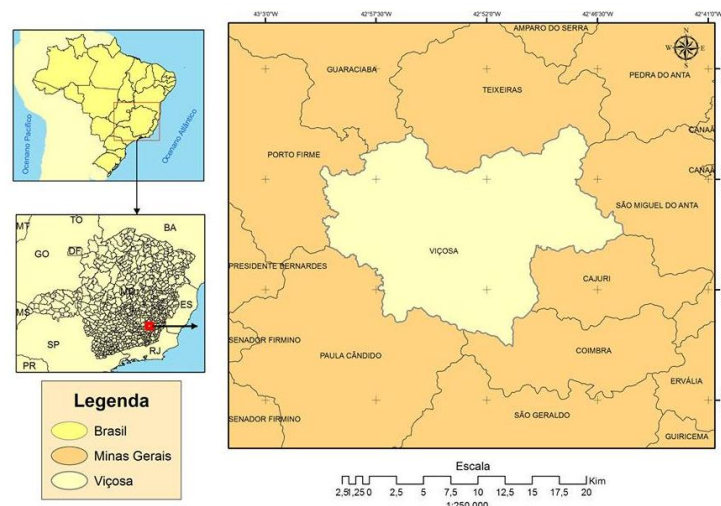 43°3'0"W 42°57'30"W 42°52'0"W 42°46'30"W 42°41'0"W
AMPARO DO SERRA
N
W E
S
GUARACIABA
PEDRA DO ANTA
TEIXEIRAS
Oceano Pacífico
Oceano Atlântico
CANAÃ
PORTO FIRME
CANAÃ
SÃO MIGUEL DO ANTA
MT
TO
BA
GO
DF
VIÇOSA
PRESIDENTE BERNARDES
CAJURI
MG
ES
MS
SP
RJ
PR
SENADOR FIRMINO
PAULA CÂNDIDO
COIMBRA
ERVÁLIA
SENADOR FIRMINO
SÃO GERALDO
GUIRICEMA
Legenda
Brasil
Minas Gerais
Viçosa
Escala
Km
2,5 1,25 0 2,5 5 7,5 10 12,5 15 17,5 20
1:250.000